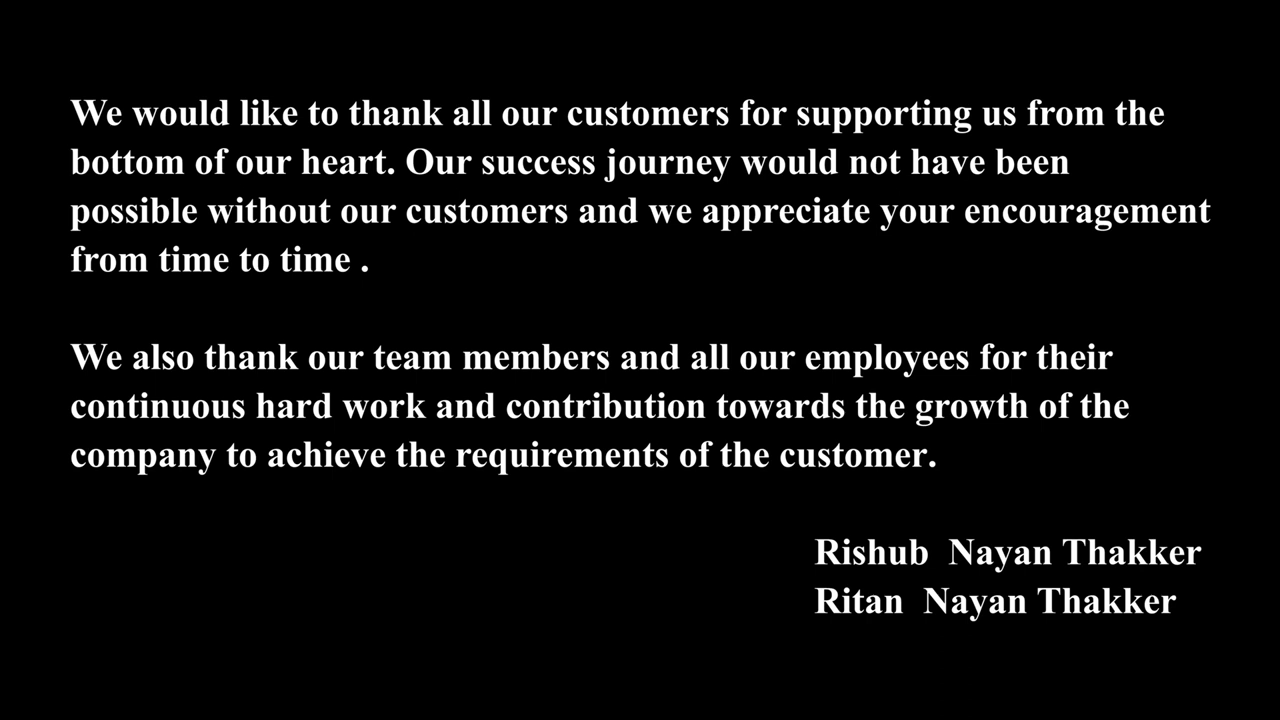 We would like to thank all our customers for supporting us from the
bottom of our heart. Our success journey would not have been
possible without our customers and we appreciate your encouragement
from time to time .
We also thank our team members and all our employees for their
continuous hard work and contribution towards the growth of the
company to achieve the requirements of the customer.
Rishub  Nayan Thakker
Ritan  Nayan Thakker